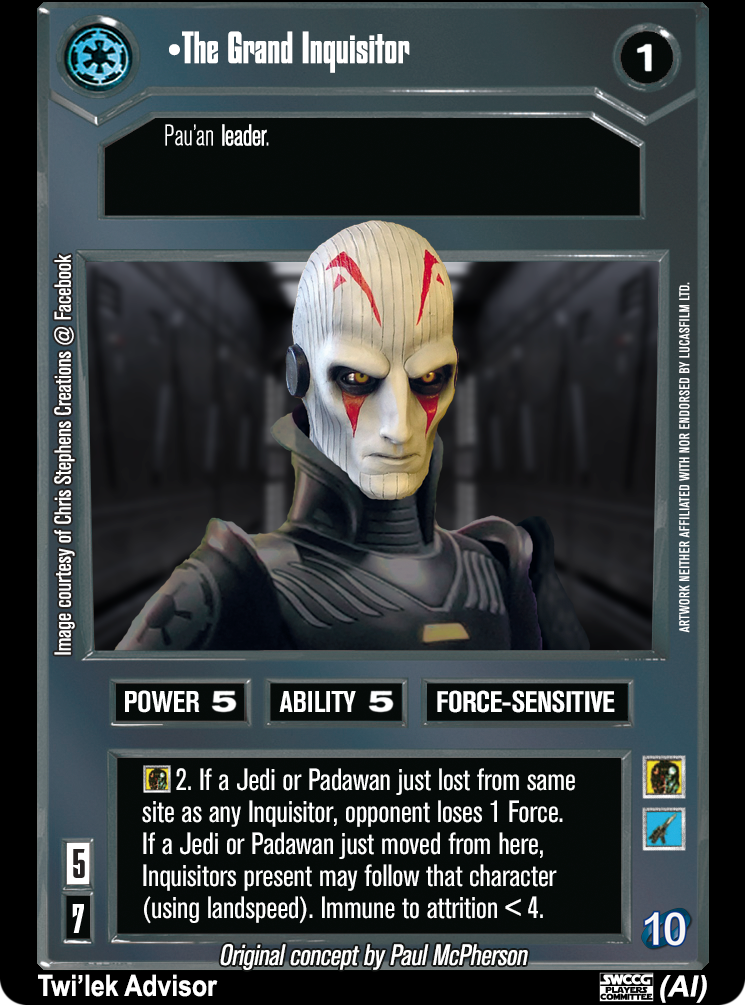 •The Grand Inquisitor
1
Pau'an leader.
Image courtesy of Chris Stephens Creations @ Facebook
ARTWORK NEITHER AFFILIATED WITH NOR ENDORSED BY LUCASFILM LTD.
POWER 5
ABILITY 5
FORCE-SENSITIVE
2. If a Jedi or Padawan just lost from same
site as any Inquisitor, opponent loses 1 Force.
If a Jedi or Padawan just moved from here,
Inquisitors present may follow that character
(using landspeed). Immune to attrition < 4.
5
7
10
Original concept by Paul McPherson
Twi'lek Advisor
SWCCG
PLAYERS
COMMITTEE
(AI)